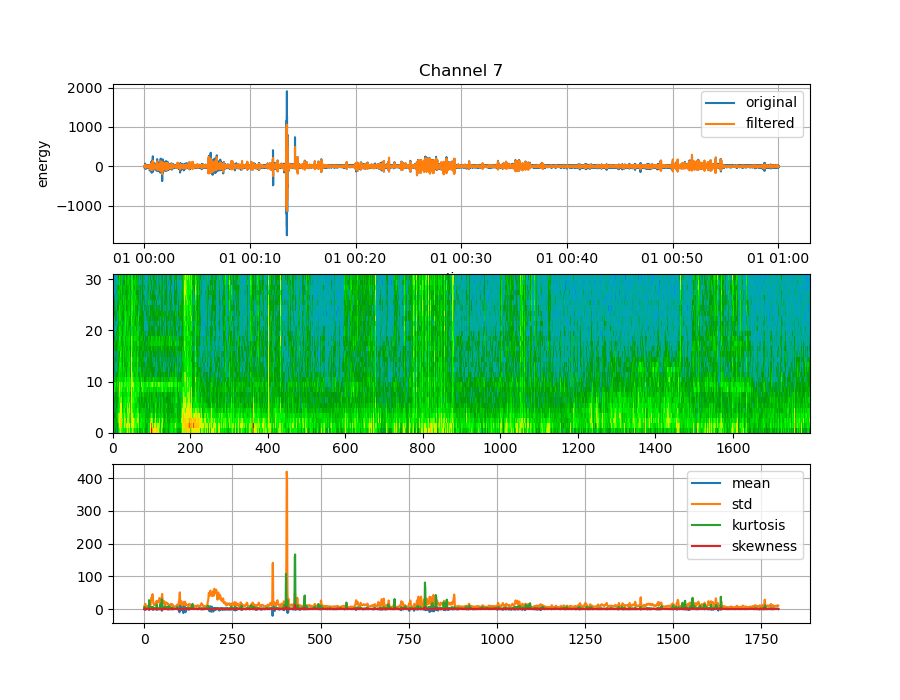 Channel 7
2000
1000
0
−1000
energy
original
filtered
01 00:00 01 00:10 01 00:20 01 00:30 01 00:40 01 00:50 01 01:00
30
20
10
0
0 200 400 600 800 1000 1200 1400 1600
400
300
200
100
0
mean
std
kurtosis
skewness
0 250 500 750 1000 1250 1500 1750